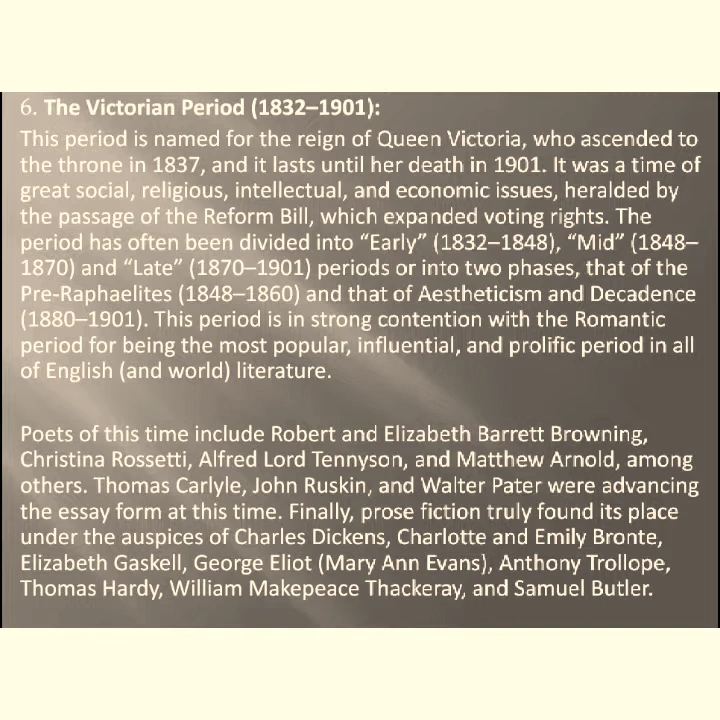 6. The Victorian Period (1832–1901):
This period is named for the reign of Queen Victoria, who ascended to
the throne in 1837, and it lasts until her death in 1901. It was a time of
great social, religious, intellectual, and economic issues, heralded by
the passage of the Reform Bill, which expanded voting rights. The
period has often been divided into “Early” (1832–1848), “Mid” (1848–
1870) and “Late” (1870–1901) periods or into two phases, that of the
Pre-Raphaelites (1848–1860) and that of Aestheticism and Decadence
(1880–1901). This period is in strong contention with the Romantic
period for being the most popular, influential, and prolific period in all
of English (and world) literature.
Poets of this time include Robert and Elizabeth Barrett Browning,
Christina Rossetti, Alfred Lord Tennyson, and Matthew Arnold, among
others. Thomas Carlyle, John Ruskin, and Walter Pater were advancing
the essay form at this time. Finally, prose fiction truly found its place
under the auspices of Charles Dickens, Charlotte and Emily Bronte,
Elizabeth Gaskell, George Eliot (Mary Ann Evans), Anthony Trollope,
Thomas Hardy, William Makepeace Thackeray, and Samuel Butler.